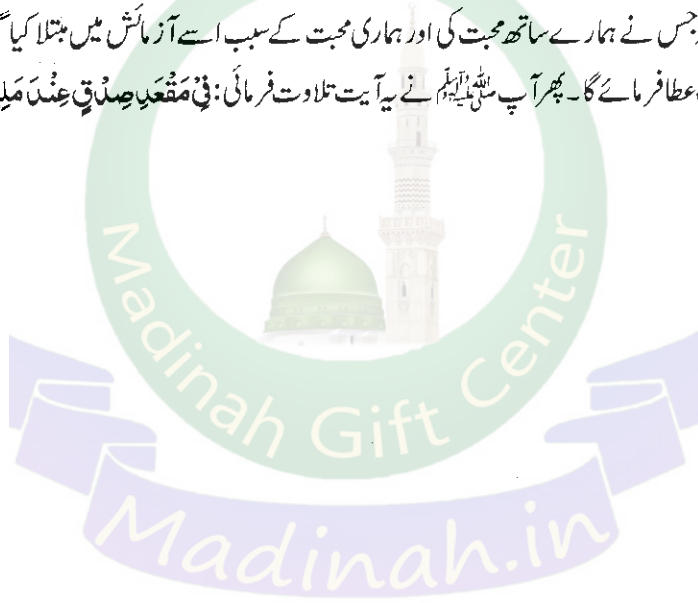 جس نے ہمارے ساتھ محبت کی اور ہماری محبت کے سبب اسے آزمائش میں مبتلا کیا
عطا فرمائے گا۔ پھر آپ ﷺ نے یہ آیت تلاوت فرمائی: فِیْ مَقْعَدِ صِدْقٍ عِنْدَ
Madinah Gift Center
Madinah.in